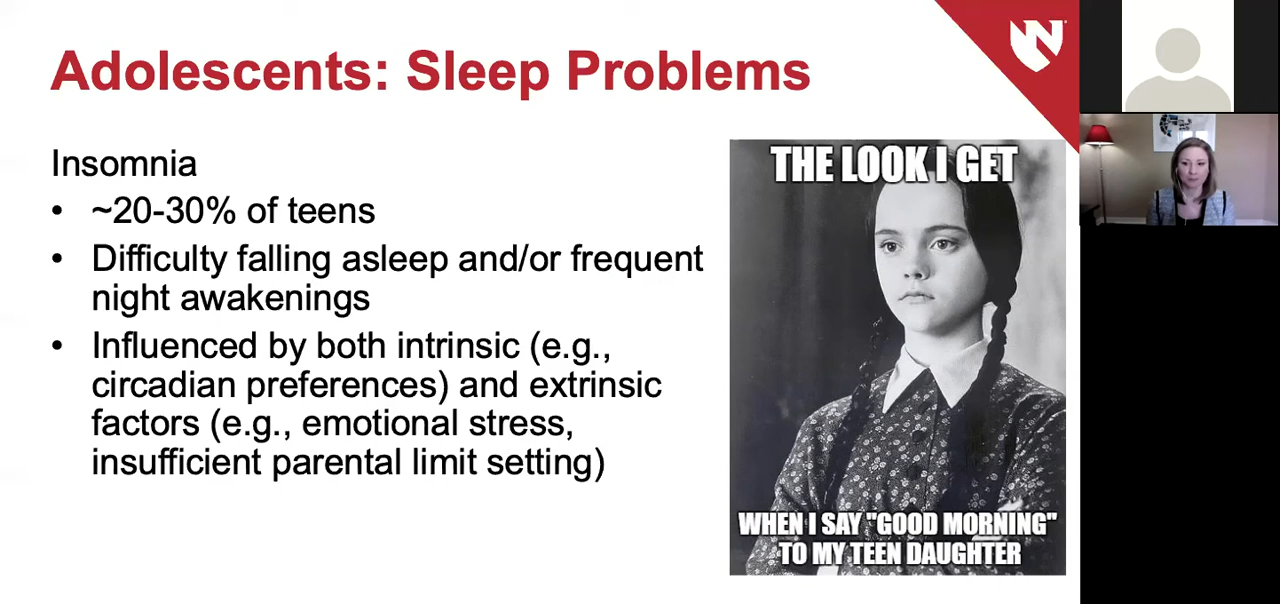 Adolescents: Sleep Problems
Insomnia
• ~20-30% of teens
• Difficulty falling asleep and/or frequent
night awakenings
• Influenced by both intrinsic (e.g.,
circadian preferences) and extrinsic
factors (e.g., emotional stress,
insufficient parental limit setting)
THE LOOK I GET
WHEN I SAY "GOOD MORNING"
TO MY TEEN DAUGHTER
N